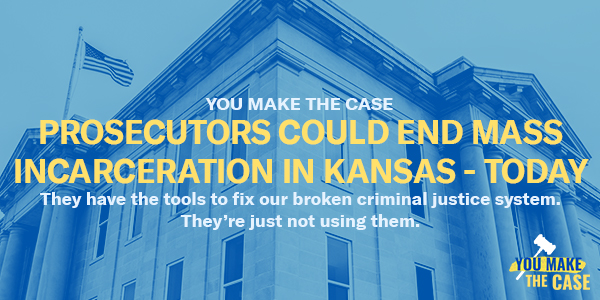 YOU MAKE THE CASE
PROSECUTORS COULD END MASS
INCARCERATION IN KANSAS - TODAY
They have the tools to fix our broken criminal justice system.
They're just not using them.
YOU MAKE
THE CASE